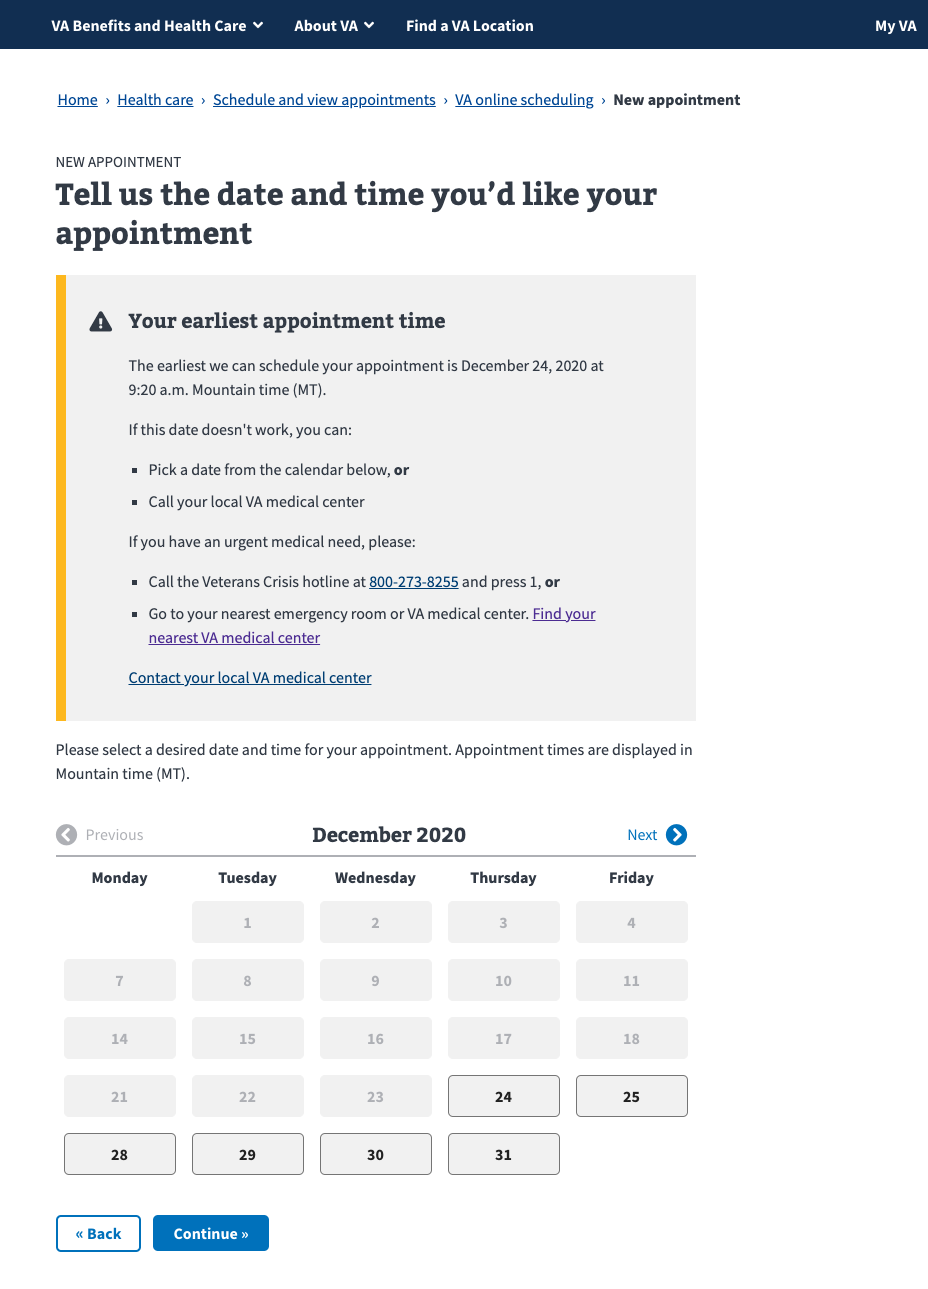 VA Benefits and Health Care About VA Find a VA Location My VA
Home › Health care › Schedule and view appointments › VA online scheduling › New appointment
NEW APPOINTMENT
Tell us the date and time you’d like your
appointment
Your earliest appointment time
The earliest we can schedule your appointment is December 24, 2020 at
9:20 a.m. Mountain time (MT).
If this date doesn't work, you can:
▪ Pick a date from the calendar below, or
▪ Call your local VA medical center
If you have an urgent medical need, please:
▪ Call the Veterans Crisis hotline at 800-273-8255 and press 1, or
▪ Go to your nearest emergency room or VA medical center. Find your
nearest VA medical center
Contact your local VA medical center
Please select a desired date and time for your appointment. Appointment times are displayed in
Mountain time (MT).
Previous December 2020 Next
Monday Tuesday Wednesday Thursday Friday
1 2 3 4
7 8 9 10 11
14 15 16 17 18
21 22 23 24 25
28 29 30 31
« Back Continue »